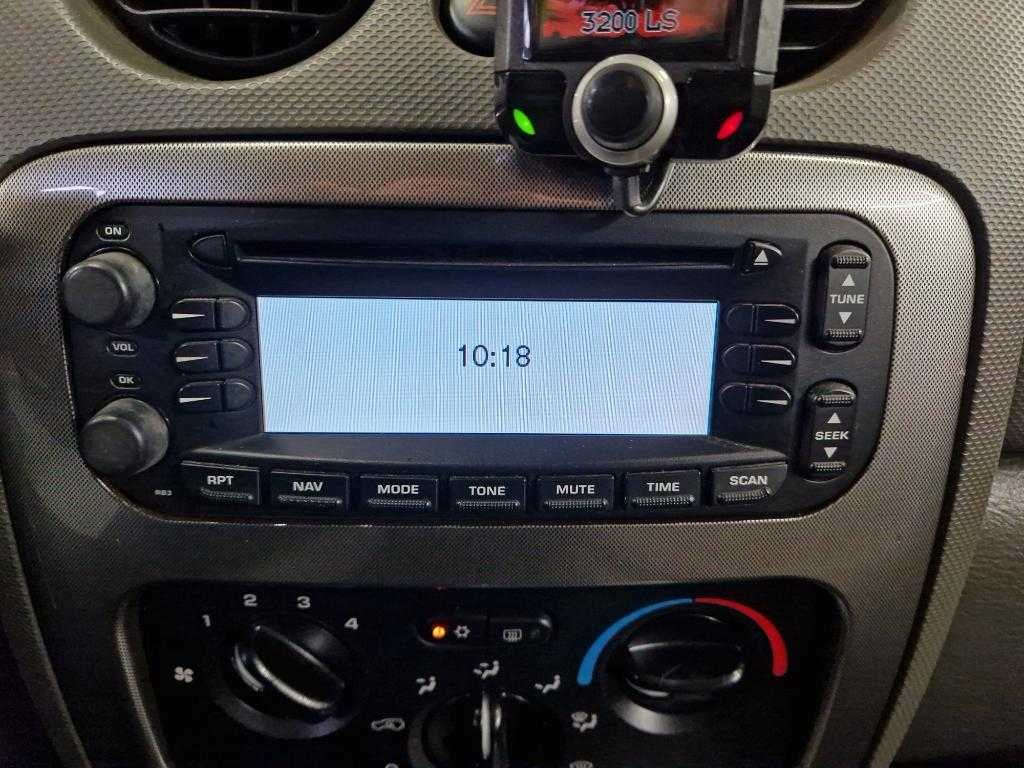 3200 LS
ON
TUNE
10:18
VOL
OK
SEEK
RB3
RPT
NAV
MODE
TONE
MUTE
TIME
SCAN
1
2
3
4